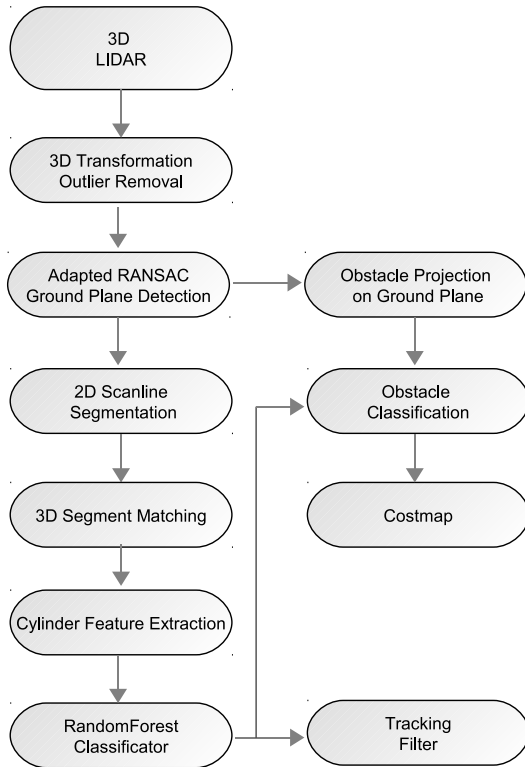 3D
LIDAR
3D Transformation
Outlier Removal
Adapted RANSAC
Ground Plane Detection
Obstacle Projection
on Ground Plane
2D Scanline
Segmentation
Obstacle
Classification
3D Segment Matching
Costmap
Cylinder Feature Extraction
RandomForest
Classificator
Tracking
Filter